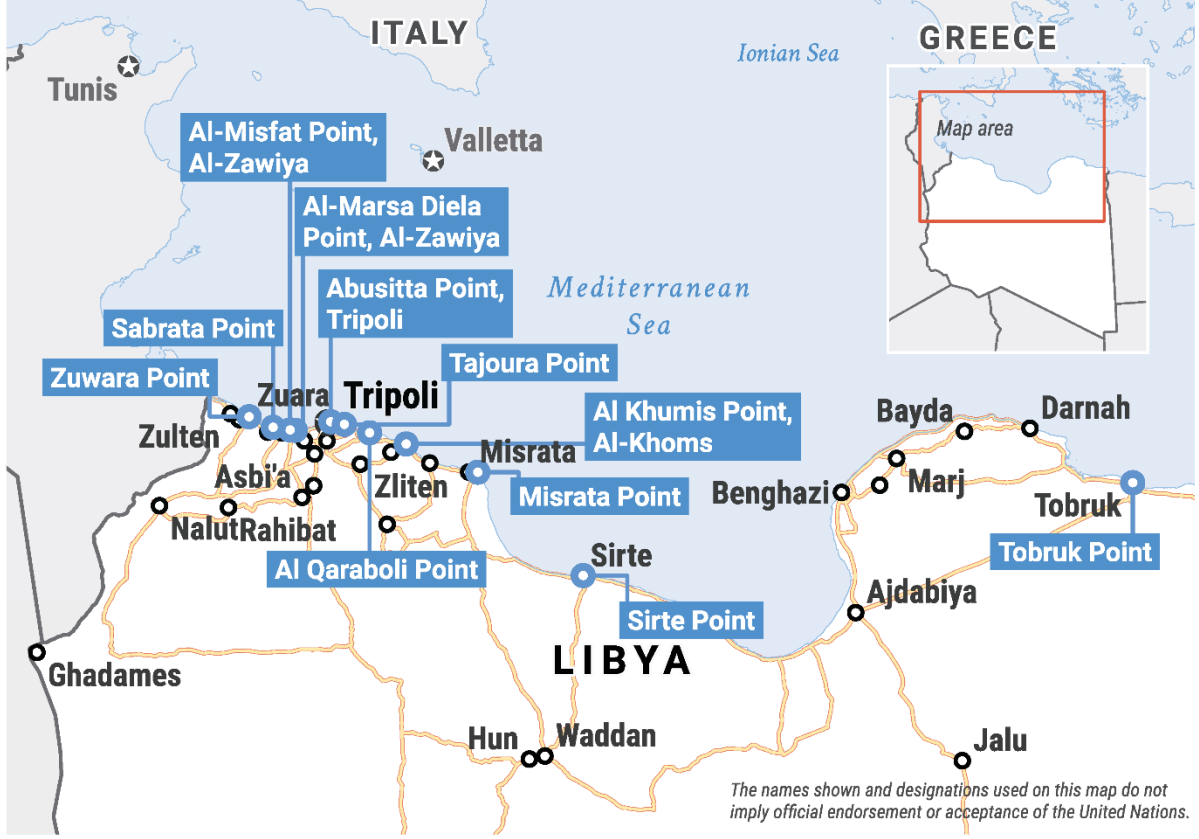 ITALY
Ionian Sea
GREECE
Tunis
Map area
Al-Misfat Point,
Al-Zawiya
Valletta
Al-Marsa Diela
Point, Al-Zawiya
Abusitta Point,
Tripoli
Mediterranean
Sea
Sabrata Point
Tajoura Point
Zuwara Point
Zuara
Tripoli
Al Khumis Point,
Al-Khoms
Bayda
Darnah
Zulten
Misrata
Asbi'a
Zliten
Misrata Point
Benghazi
Marj
Tobruk
Nalut
Rahibat
Al Qaraboli Point
Sirte
Tobruk Point
Ajdabiya
Sirte Point
LIBYA
Ghadames
Hun
Waddan
Jalu
The names shown and designations used on this map do not
imply official endorsement or acceptance of the United Nations.